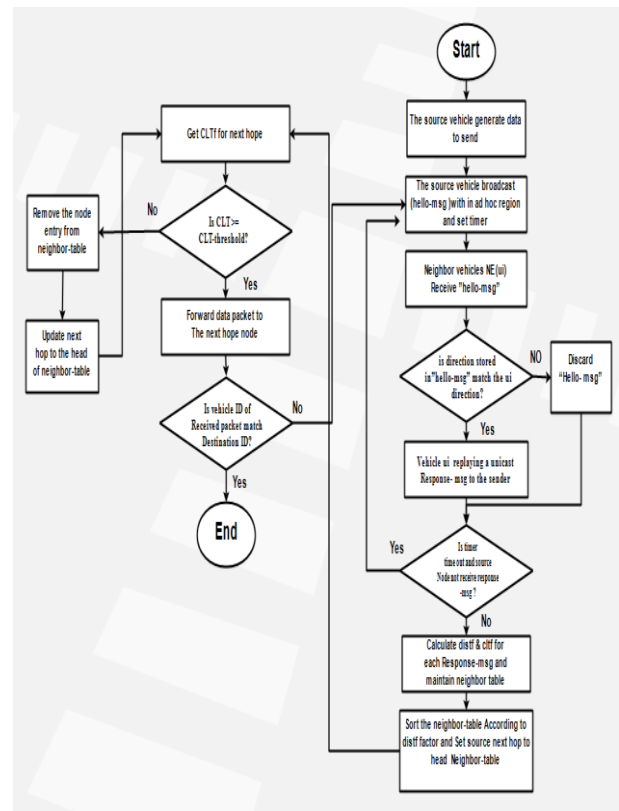 Start
The source vehicle generate data
to send
The source vehicle broadcast
(hello-msg )with in ad hoc region
and set timer
Neighbor vehicles NE(ui)
Receive "hello-msg"
is direction stored
in"hello-msg" match the ui
direction?
NO
Discard
"Hello- msg"
Yes
Vehicle ui replaying a unicast
Response- msg to the sender
Is timer
time out and source
Node not receive response
-msg ?
Yes
No
Calculate distf & cltf for
each Response-msg and
maintain neighbor table
Sort the neighbor-table According to
distf factor and Set source next hop to
head Neighbor-table
Get CLTf for next hope
Is CLT >=
CLT-threshold?
No
Remove the node
entry from
neighbor-table
Update next
hop to the head
of neighbor-table
Yes
Forward data packet to
The next hope node
Is vehicle ID of
Received packet match
Destination ID?
No
Yes
End